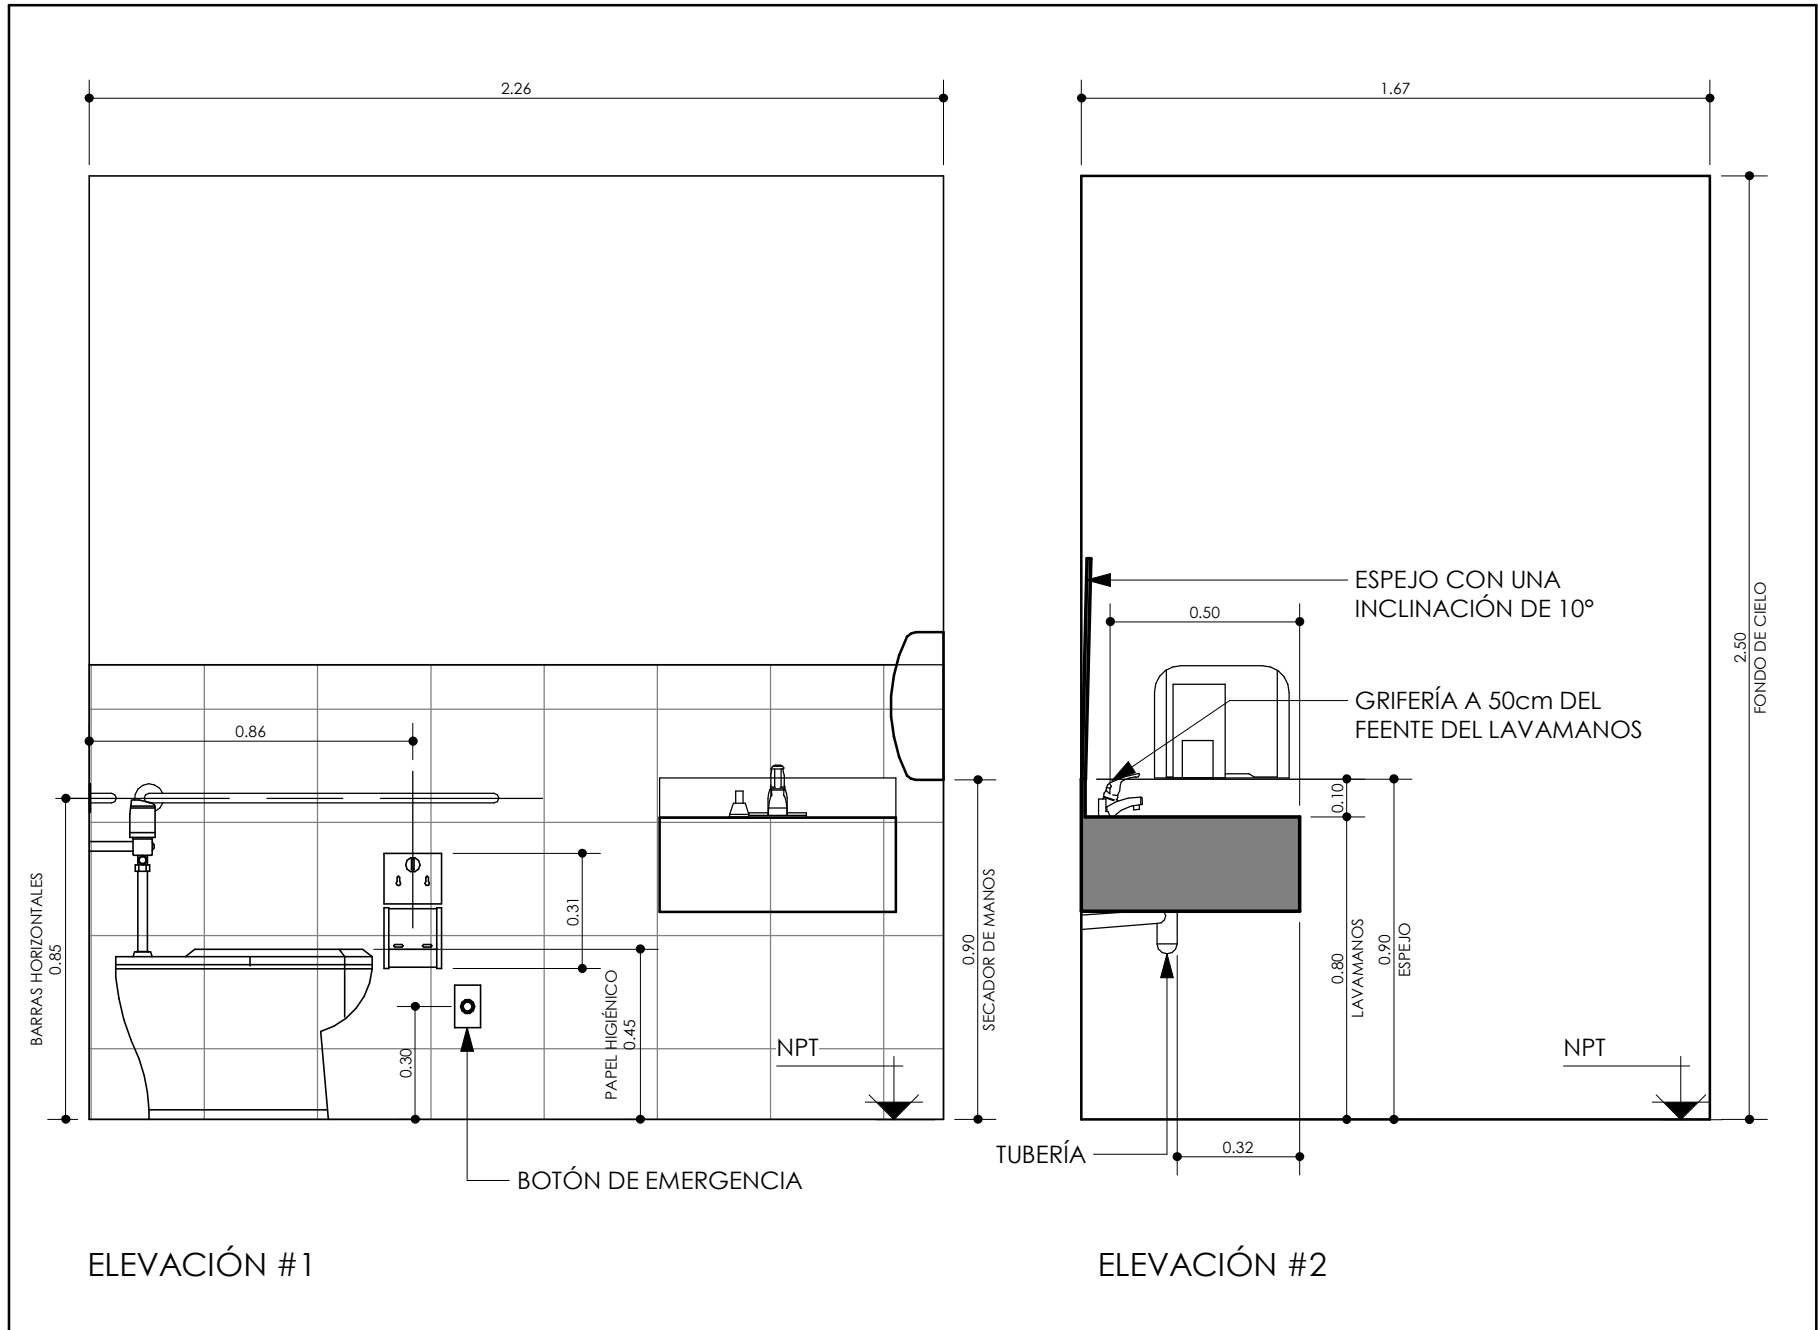 2.26
1.67
ESPEJO CON UNA
INCLINACIÓN DE 10°
0.50
2.50
FONDO DE CIELO
GRIFERÍA A 50cm DEL
FEENTE DEL LAVAMANOS
0.86
0.10
BARRAS HORIZONTALES
0.85
0.31
0.90
SECADOR DE MANOS
0.80
LAVAMANOS
0.90
ESPEJO
PAPEL HIGIÉNICO
0.45
0.30
NPT
NPT
TUBERÍA
0.32
BOTÓN DE EMERGENCIA
ELEVACIÓN #1
ELEVACIÓN #2